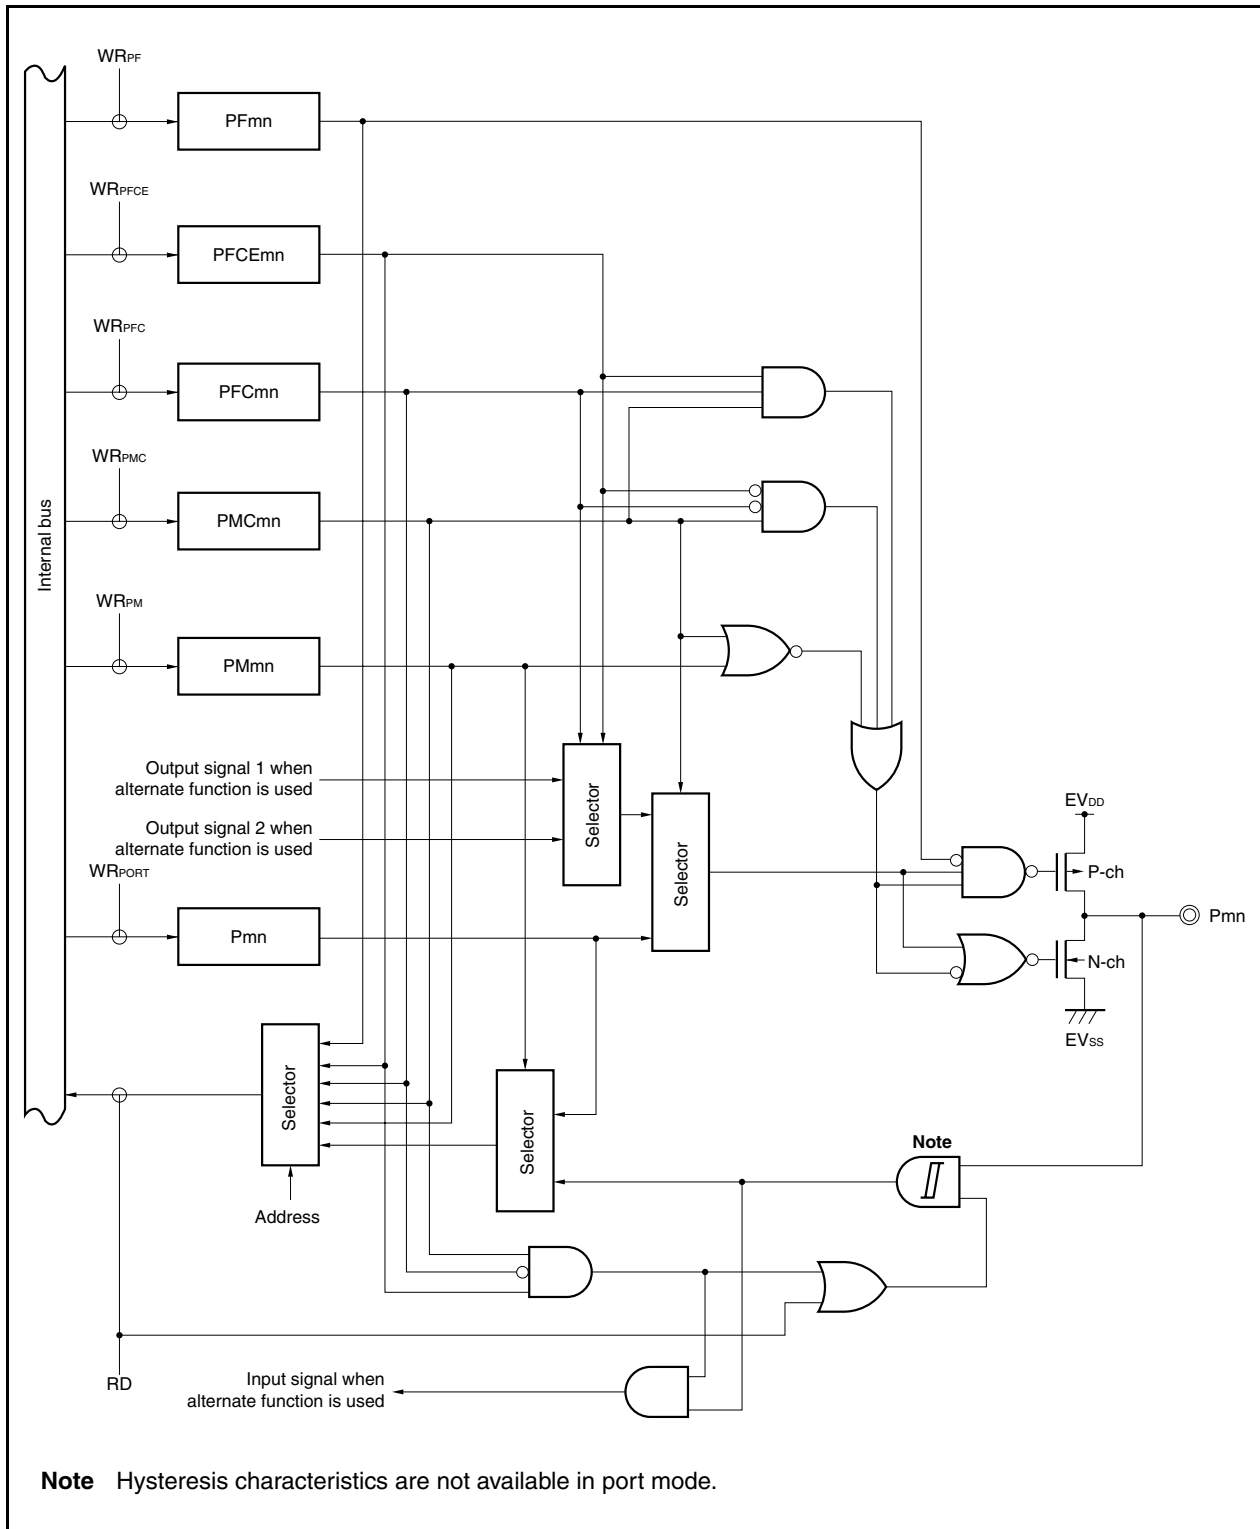 WRPF
PFmn
WRPFCE
PFCEmn
WRPFC
PFCmn
WRPMC
PMCmn
Internal bus
WRPM
PMmn
Output signal 1 when
alternate function is used
Output signal 2 when
alternate function is used
Selector
Selector
EVDD
P-ch
WRPORT
Pmn
Pmn
N-ch
EVSS
Selector
Selector
Note
Address
RD
Input signal when
alternate function is used
Note Hysteresis characteristics are not available in port mode.